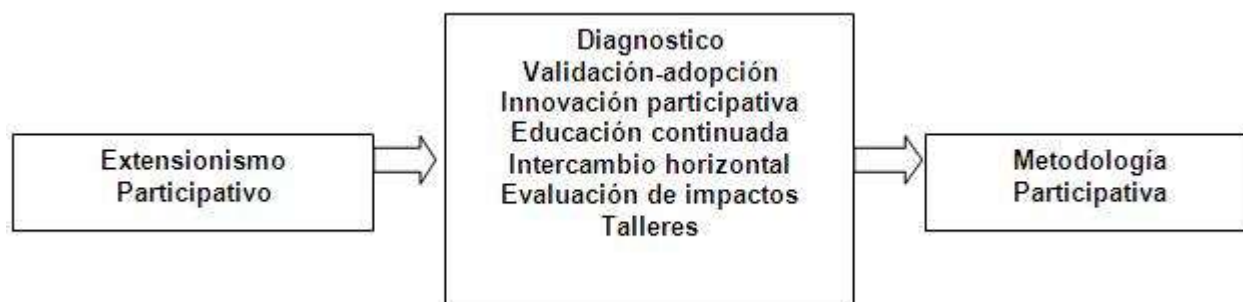 Extensionismo
Participativo
Diagnostico
Validación-adopción
Innovación participativa
Educación continuada
Intercambio horizontal
Evaluación de impactos
Talleres
Metodología
Participativa